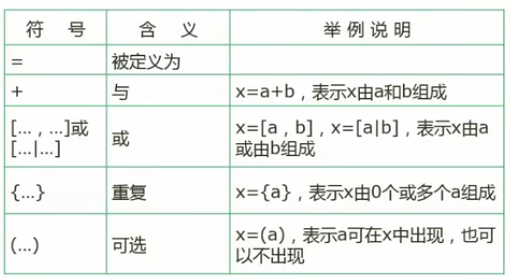 符 号 含 义 举例说明
= 被定义为
+ 与 x=a+b，表示x由a和b组成
[...，...]或
[...|...] 或 x=[a，b]，x=[a|b]，表示x由a
或由b组成
{...} 重复 x={a}，表示x由0个或多个a组成
(...) 可选 x=(a)，表示a可在x中出现，也可
以不出现